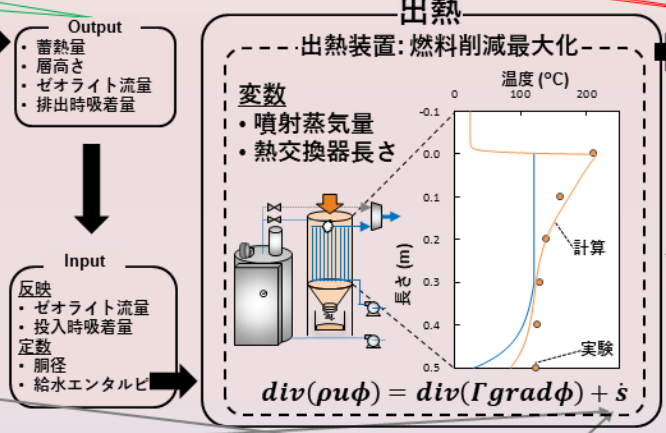 Output
・蓄熱量
・層高さ
・ゼオライト流量
・排出時吸着量
Input
反映
・ゼオライト流量
・投入時吸着量
定数
・胴径
・給水エンタルピ
出熱
出熱装置: 燃料削減最大化
変数
・噴射蒸気量
・熱交換器長さ
温度 (°C)
0 100 200
-0.1
0.0
0.1
0.2
0.3
0.4
0.5
長さ (m)
計算
実験
div(ρuϕ) = div(Γgradϕ) + ṡ